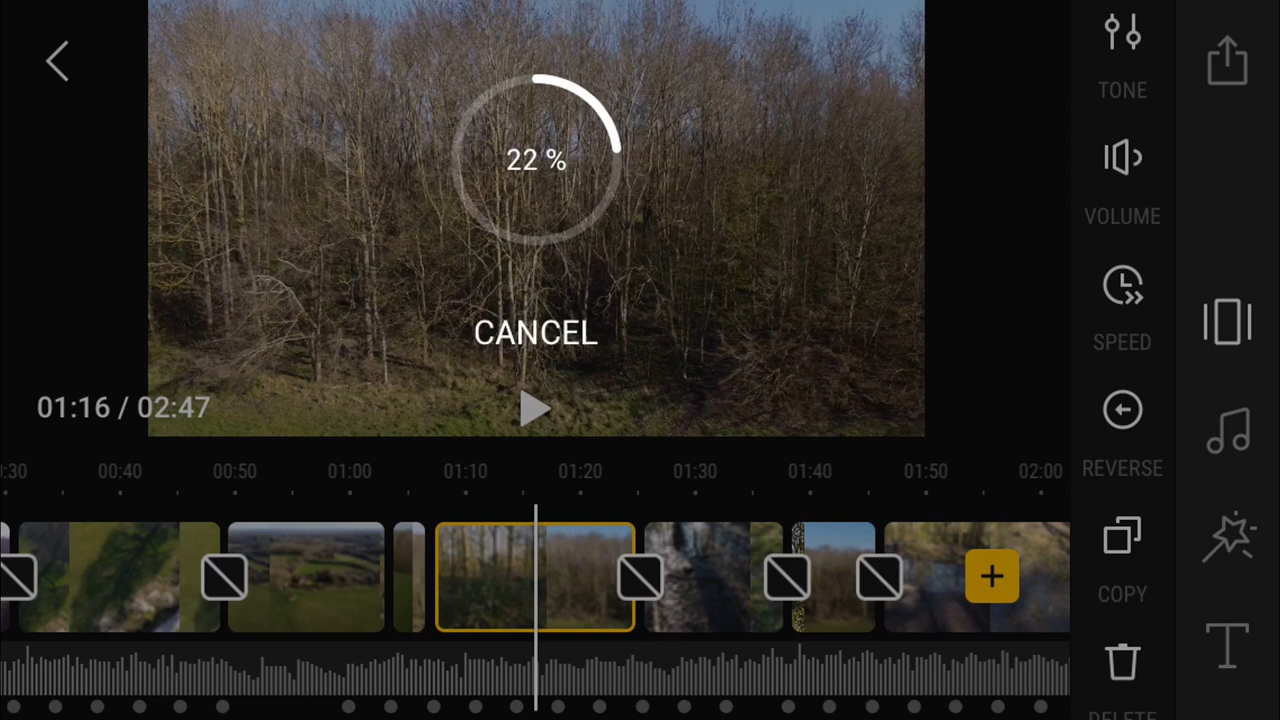 TONE
22 %
VOLUME
CANCEL
SPEED
01:16 / 02:47
REVERSE
:30 00:40 00:50 01:00 01:10 01:20 01:30 01:40 01:50 02:00
+
COPY
T
DELETE